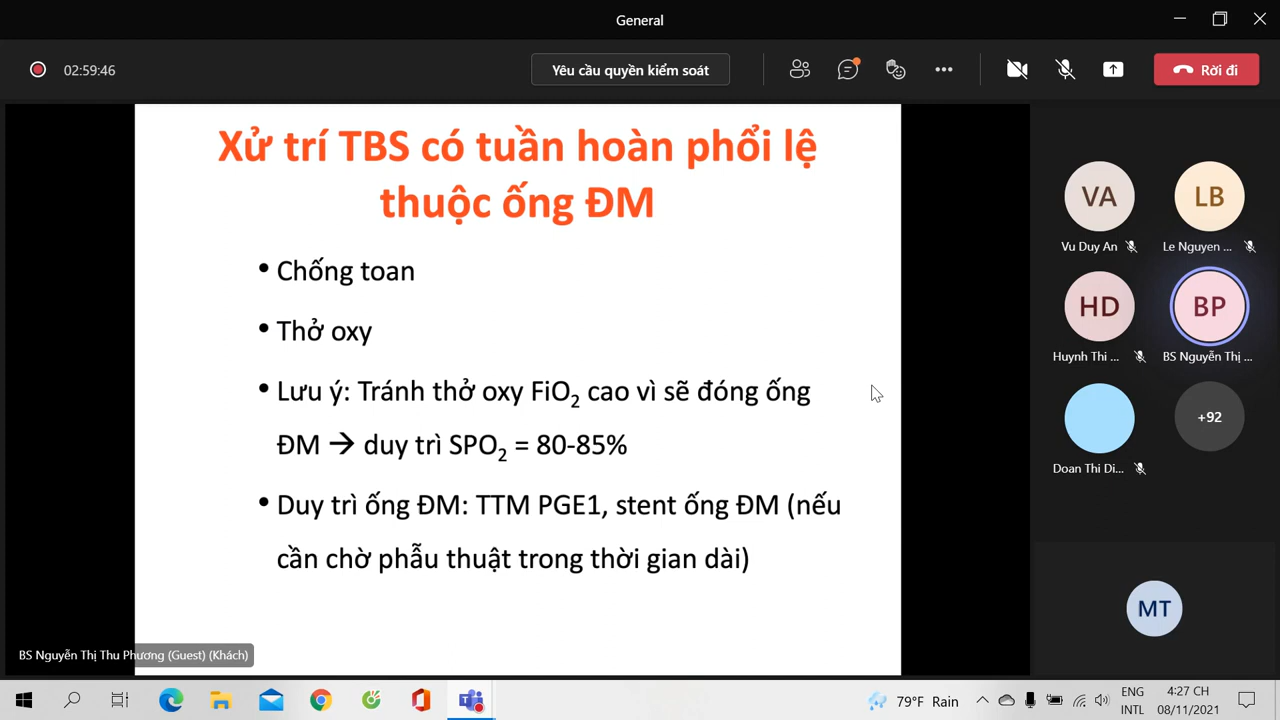 General
02:59:46
Yêu cầu quyền kiểm soát
Rời đi
Xử trí TBS có tuần hoàn phổi lệ
thuộc ống ĐM
• Chống toan
• Thở oxy
• Lưu ý: Tránh thở oxy FiO₂ cao vì sẽ đóng ống
ĐM → duy trì SPO₂ = 80-85%
• Duy trì ống ĐM: TTM PGE1, stent ống ĐM (nếu
cần chờ phẫu thuật trong thời gian dài)
BS Nguyễn Thị Thu Phương (Guest) (Khách)
VA
LB
Vu Duy An
Le Nguyen ...
HD
BP
Huynh Thi ...
BS Nguyễn Thị ...
+92
Doan Thi Di...
MT
79°F Rain
ENG
INTL
4:27 CH
08/11/2021